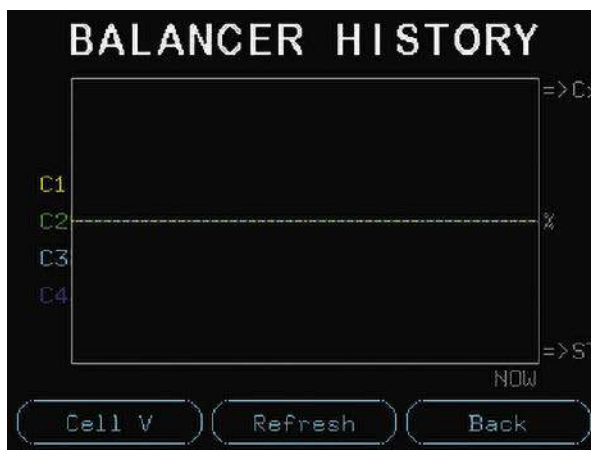 BALANCER HISTORY
=>C
C1
C2
%
C3
C4
=>S
NOW
Cell V Refresh Back